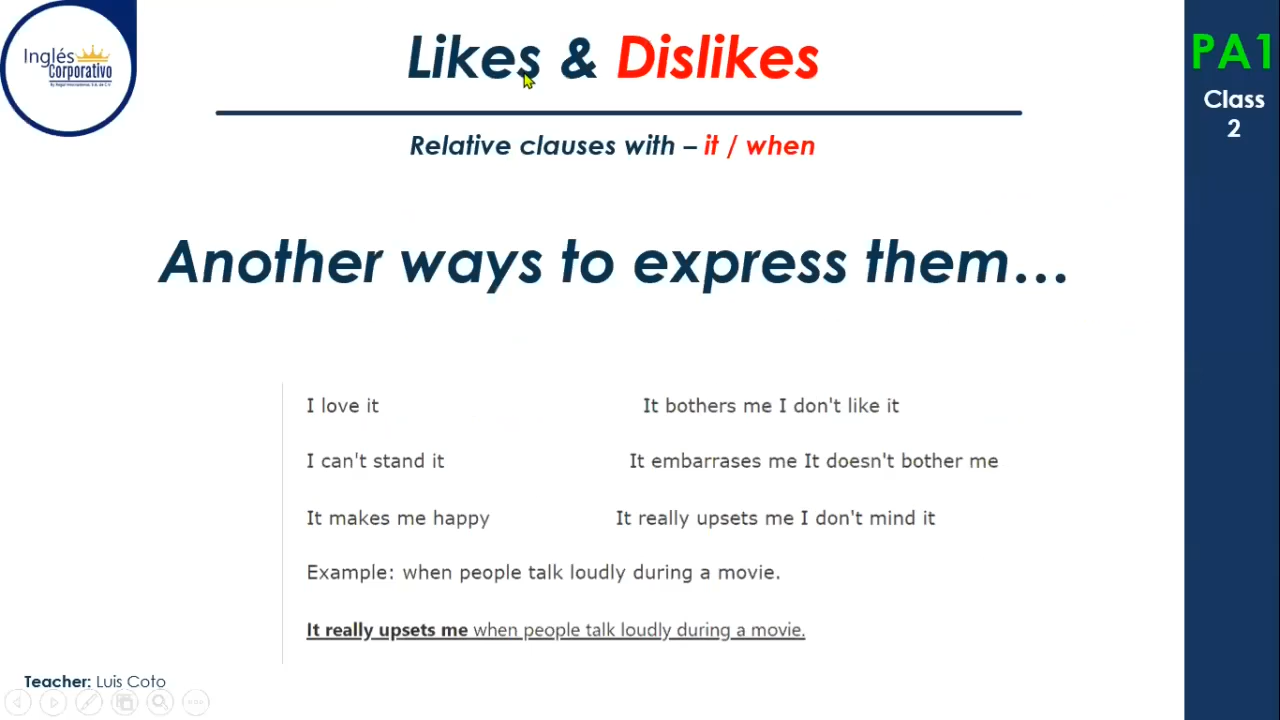 Inglés
Corporativo
Likes & Dislikes
PA1
Class
2
Relative clauses with – it / when
Another ways to express them...
I love it
It bothers me I don't like it
I can't stand it
It embarrases me It doesn't bother me
It makes me happy
It really upsets me I don't mind it
Example: when people talk loudly during a movie.
It really upsets me when people talk loudly during a movie.
Teacher: Luis Coto